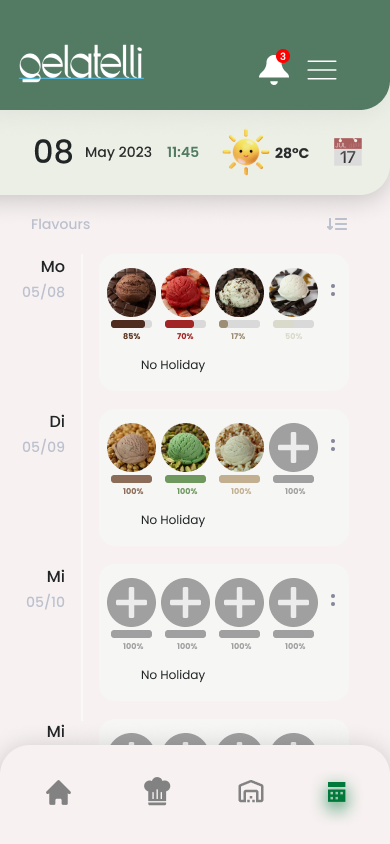 gelatelli
3
08 May 2023 11:45 28°C
JUL 17
Flavours
Mo
05/08
85% 70% 17% 50%
No Holiday
Di
05/09
100% 100% 100% 100%
No Holiday
Mi
05/10
100% 100% 100% 100%
No Holiday
Mi